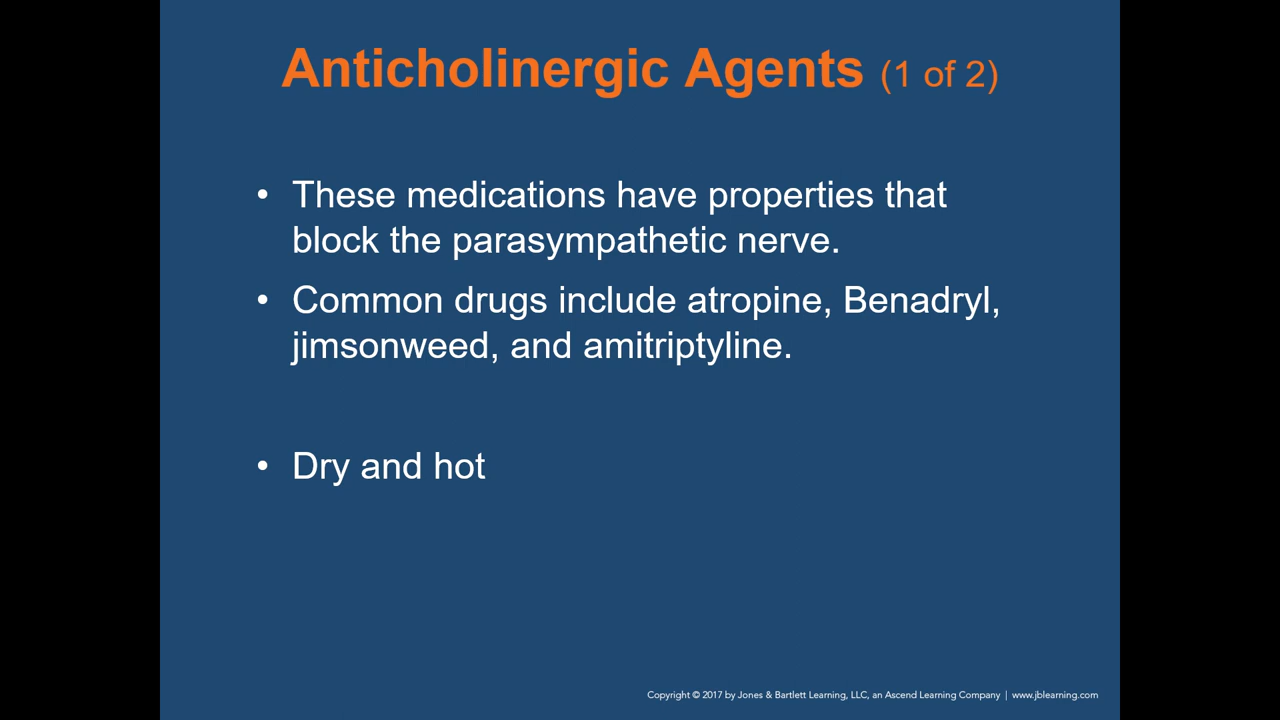 Anticholinergic Agents (1 of 2)
• These medications have properties that
block the parasympathetic nerve.
• Common drugs include atropine, Benadryl,
jimsonweed, and amitriptyline.
• Dry and hot
Copyright © 2017 by Jones & Bartlett Learning, LLC, an Ascend Learning Company | www.jblearning.com